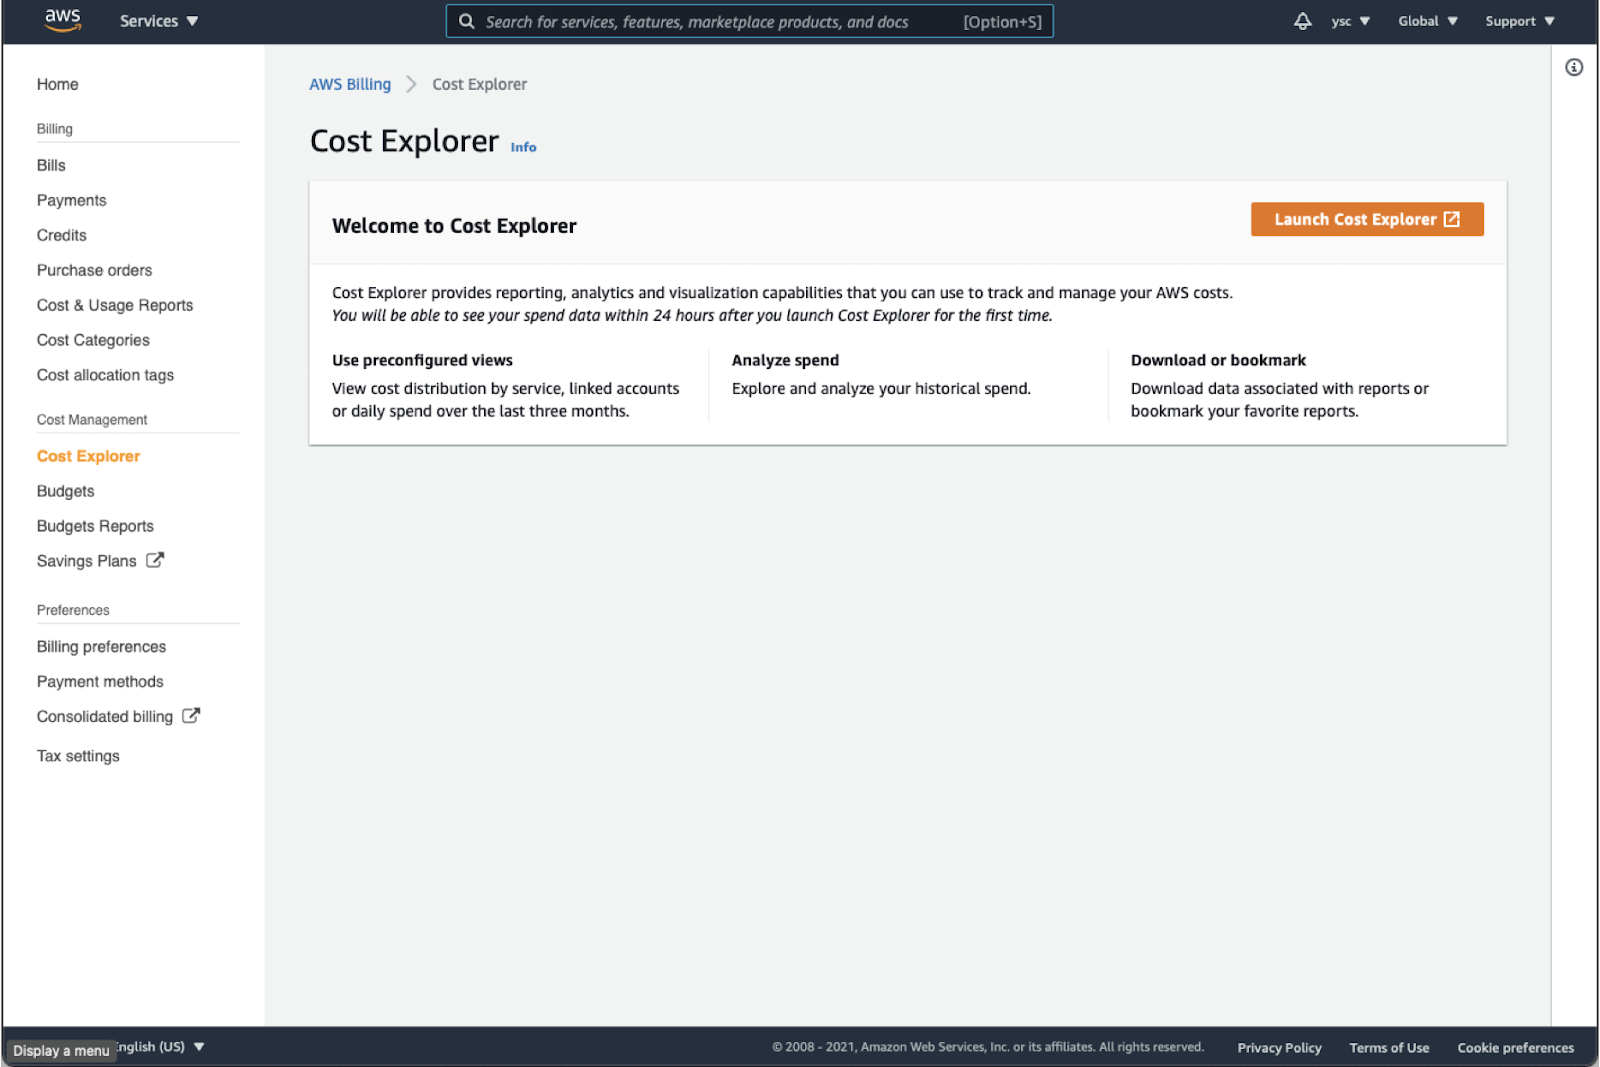 aws
Services
Search for services, features, marketplace products, and docs
[Option+S]
ysc
Global
Support
Home
Billing
Bills
Payments
Credits
Purchase orders
Cost & Usage Reports
Cost Categories
Cost allocation tags
Cost Management
Cost Explorer
Budgets
Budgets Reports
Savings Plans
Preferences
Billing preferences
Payment methods
Consolidated billing
Tax settings
AWS Billing
Cost Explorer
Cost Explorer Info
Welcome to Cost Explorer
Launch Cost Explorer
Cost Explorer provides reporting, analytics and visualization capabilities that you can use to track and manage your AWS costs.
You will be able to see your spend data within 24 hours after you launch Cost Explorer for the first time.
Use preconfigured views
View cost distribution by service, linked accounts
or daily spend over the last three months.
Analyze spend
Explore and analyze your historical spend.
Download or bookmark
Download data associated with reports or
bookmark your favorite reports.
Display a menu
nglish (US)
© 2008 - 2021, Amazon Web Services, Inc. or its affiliates. All rights reserved.
Privacy Policy
Terms of Use
Cookie preferences